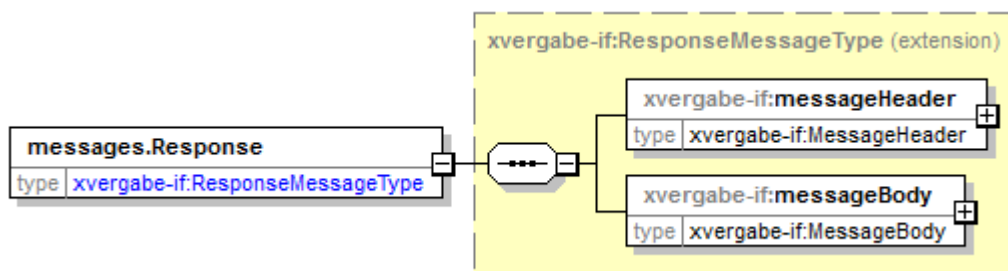 xvergabe-if:ResponseMessageType (extension)
xvergabe-if:messageHeader
type xvergabe-if:MessageHeader
messages.Response
type xvergabe-if:ResponseMessageType
xvergabe-if:messageBody
type xvergabe-if:MessageBody